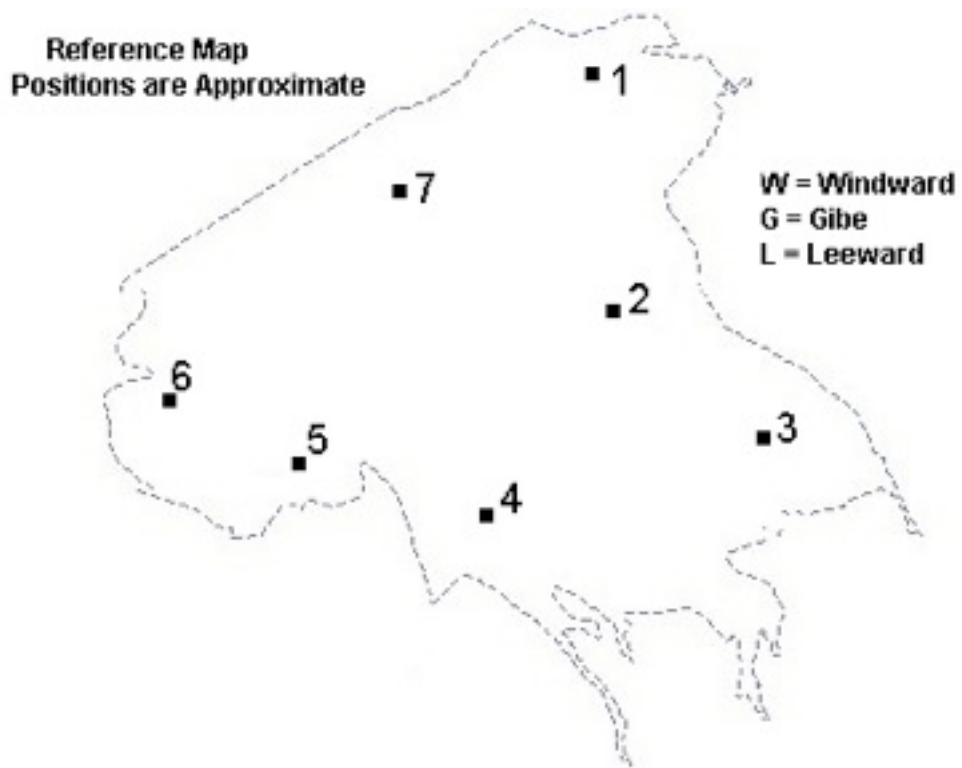 Reference Map
Positions are Approximate
1
7
W = Windward
G = Gibe
L = Leeward
2
6
3
5
4